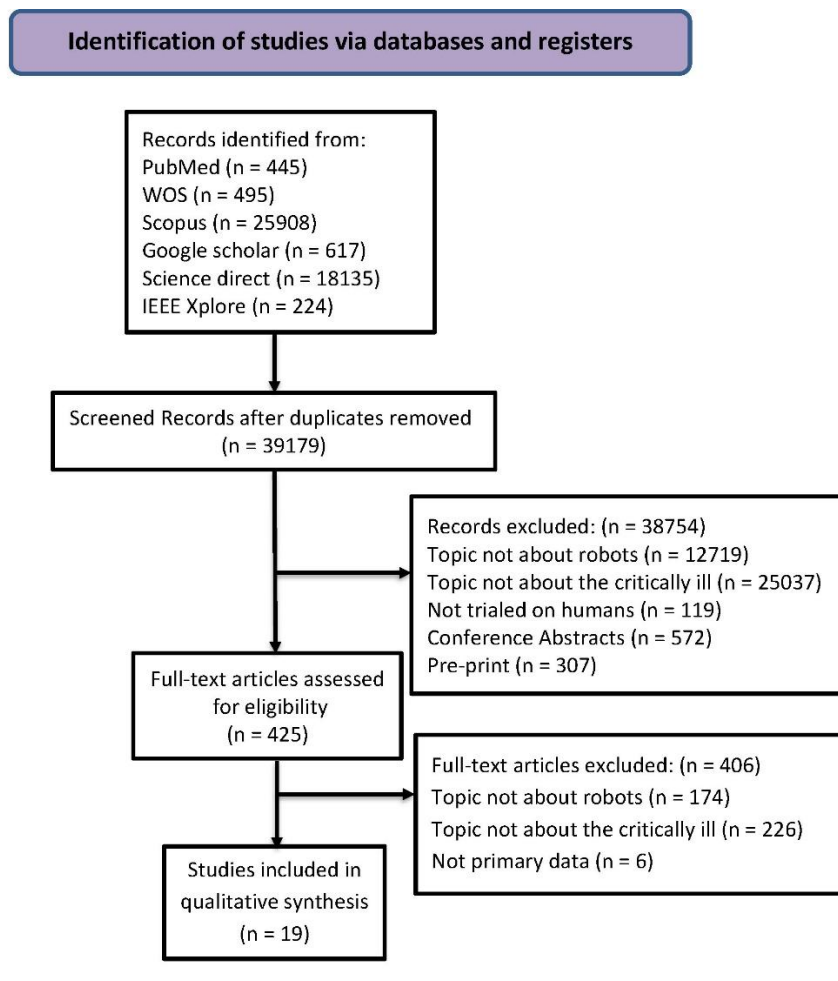 Identification of studies via databases and registers
Records identified from:
PubMed (n = 445)
WOS (n = 495)
Scopus (n = 25908)
Google scholar (n = 617)
Science direct (n = 18135)
IEEE Xplore (n = 224)
Screened Records after duplicates removed
(n = 39179)
Records excluded: (n = 38754)
Topic not about robots (n = 12719)
Topic not about the critically ill (n = 25037)
Not trialed on humans (n = 119)
Conference Abstracts (n = 572)
Pre-print (n = 307)
Full-text articles assessed
for eligibility
(n = 425)
Full-text articles excluded: (n = 406)
Topic not about robots (n = 174)
Topic not about the critically ill (n = 226)
Not primary data (n = 6)
Studies included in
qualitative synthesis
(n = 19)